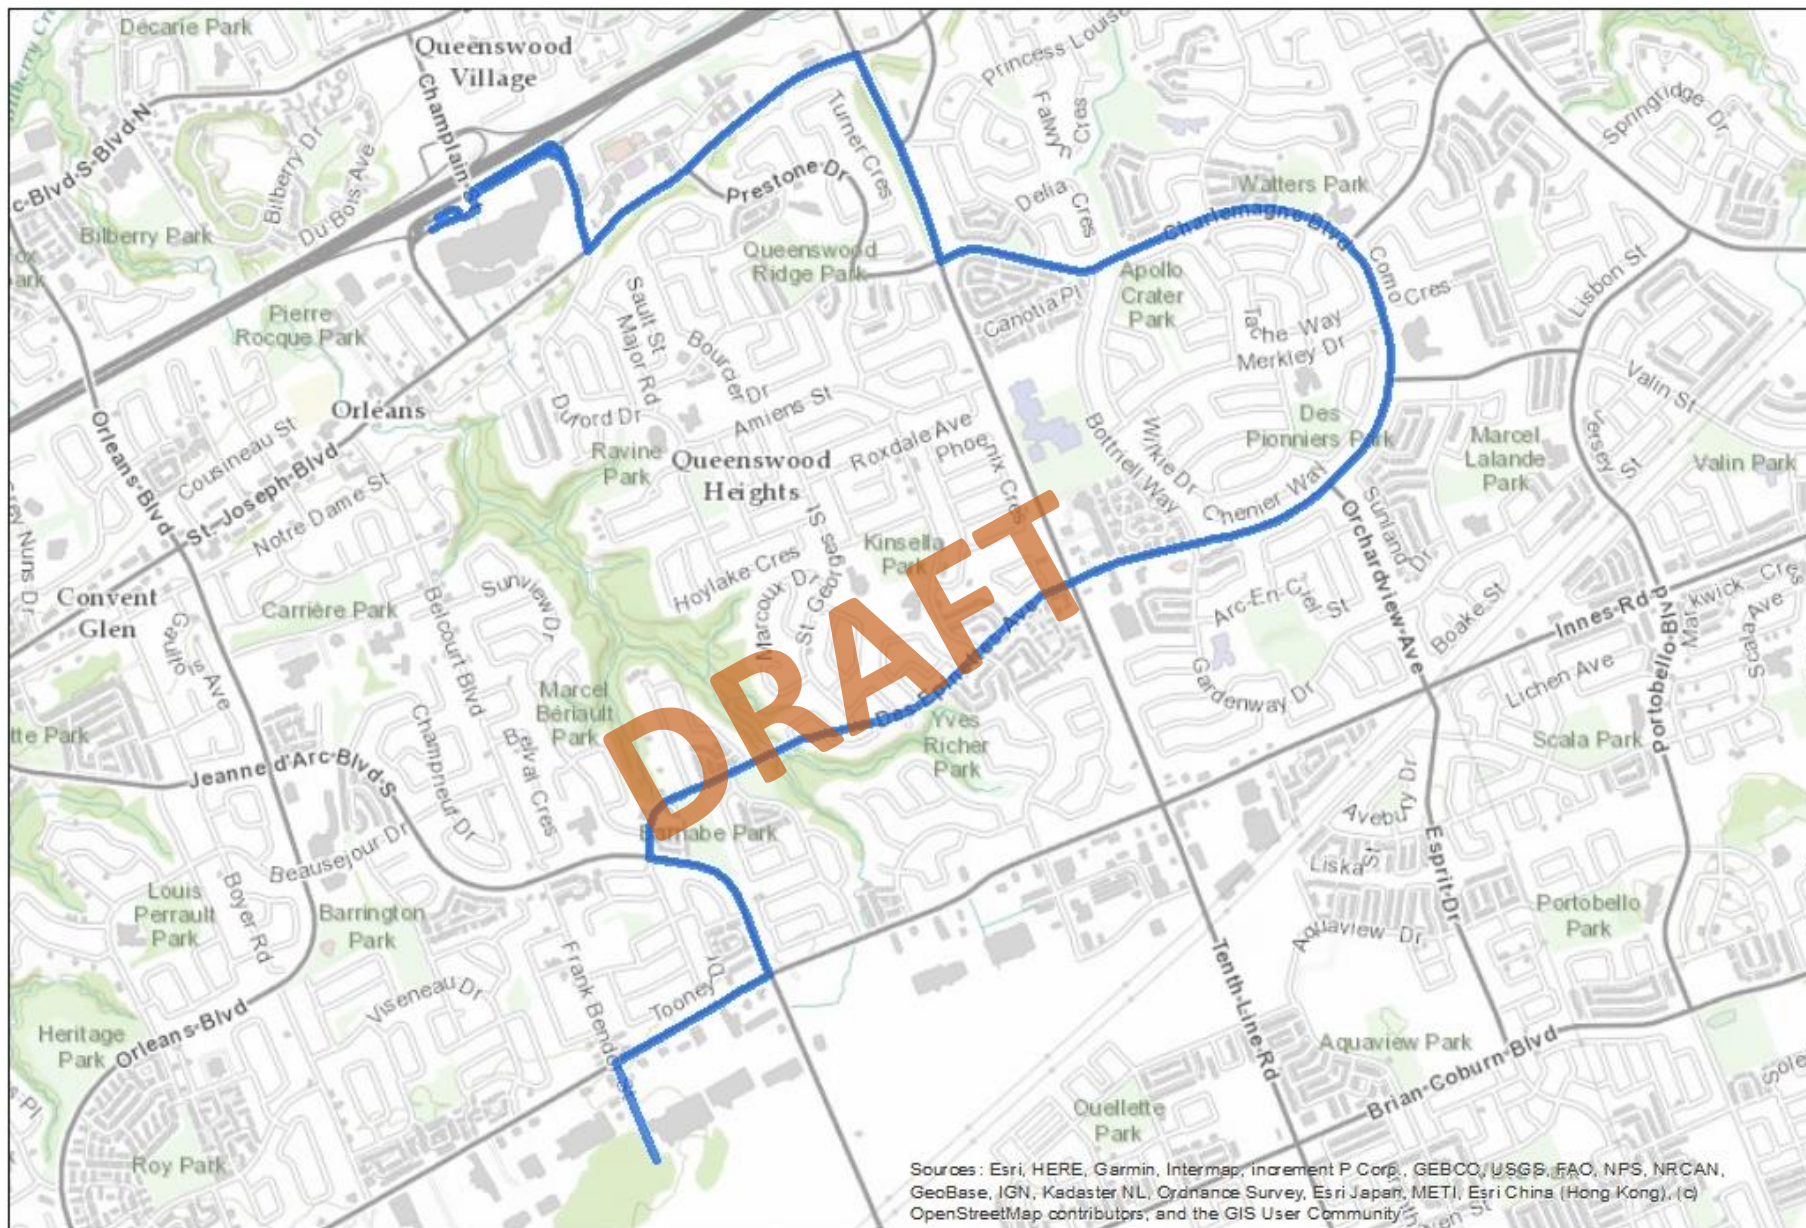 Décarie Park
Queenswood
Village
Champlain
Princess Louise
Falwyn
Cres
Springridge Dr
c-Blvd-S-Blvd-N
Bilberry Dr
Du Bois Ave
Turner Cres
Prestone-Dr
Delia
Cres
Watters Park
Bilberry Park
Charlemagne-Blvd
Queenswood
Ridge Park
Apollo
Crater
Park
Como
Cres
Lisbon St
Pierre
Rocque Park
Sault St
Major Rd
Bourcier
Dr
Canotia Pl
Tache Way
Merkley Dr
Valin St
Orléans
Duford Dr
Amiens St
Des
Pionniers Park
Marcel
Lalande
Park
Jersey
St
Valin Park
Orleans-Blvd
Cousineau St
St-Joseph-Blvd
Notre-Dame-St
Ravine
Park
Queenswood
Heights
Roxdale Ave
Phoenix Cres
Bottriell Way
Wilkie Dr
Chenier Way
Orchardview-Ave
Sunland
Dr
rey Nuns Dr
Convent
Glen
Carrière Park
Sunview Dr
Belcourt Blvd
Hoylake Cres
Marcoux Dr
St Georges St
Kinsella
Park
DRAFT
Arc-En-Ciel-St
Boake St
Innes-Rd
Portobello-Blvd
Markwick Cres
Gardenway Dr
Lichen Ave
tte Park
Jeanne d'Arc-Blvd-S
Champneuf Dr
Belval Cres
Marcel
Bériault
Park
Des-Epinettes-Ave
Yves
Richer
Park
Scala Park
Barnabe Park
Beausejour Dr
Avebury Dr
Liska
St
Esprit-Dr
Louis
Perrault
Park
Boyer Rd
Barrington
Park
Aquaview Dr
Portobello
Park
Viseneau Dr
Tooney Dr
Tenth-Line-Rd
Heritage
Park
Orleans-Blvd
Aquaview Park
Brian-Coburn-Blvd
s Pl
Ouellette
Park
Roy Park
Sources: Esri, HERE, Garmin, Intermap, increment P Corp., GEBCO, USGS, FAO, NPS, NRCAN,
GeoBase, IGN, Kadaster NL, Ordnance Survey, Esri Japan, METI, Esri China (Hong Kong), (c)
OpenStreetMap contributors, and the GIS User Community